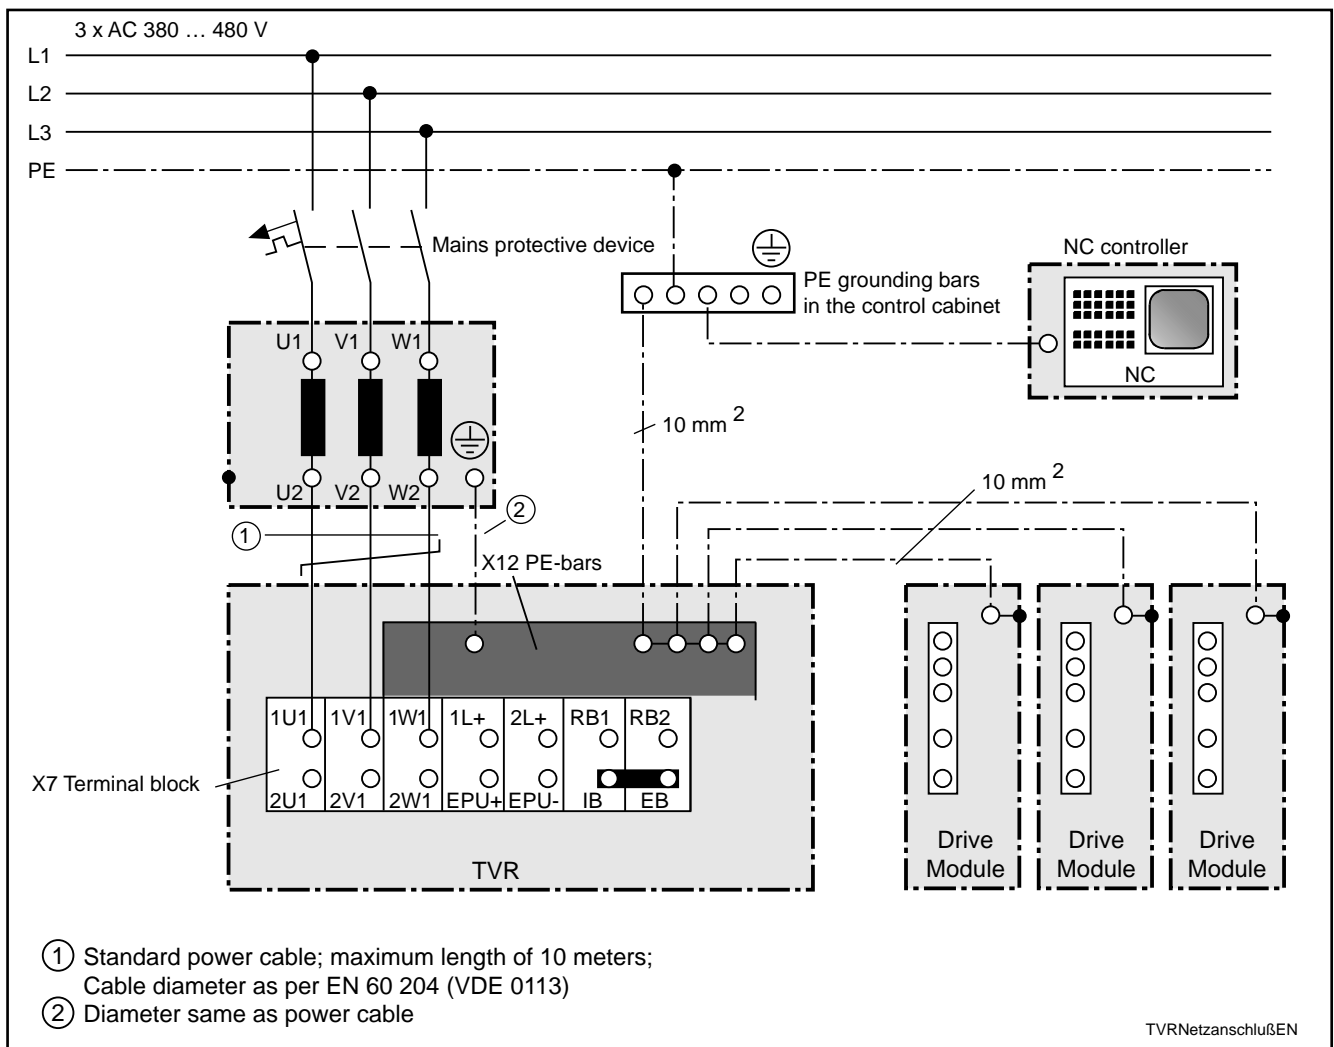 3 x AC 380 … 480 V
L1
L2
L3
PE
Mains protective device
NC controller
PE grounding bars
in the control cabinet
U1 V1 W1
NC
10 mm 2
10 mm 2
U2 V2 W2
2
1
X12 PE-bars
1U1 1V1 1W1 1L+ 2L+ RB1 RB2
X7 Terminal block
2U1 2V1 2W1 EPU+ EPU- IB EB
TVR
Drive
Module
Drive
Module
Drive
Module
1 Standard power cable; maximum length of 10 meters;
Cable diameter as per EN 60 204 (VDE 0113)
2 Diameter same as power cable
TVRNetzanschlußEN